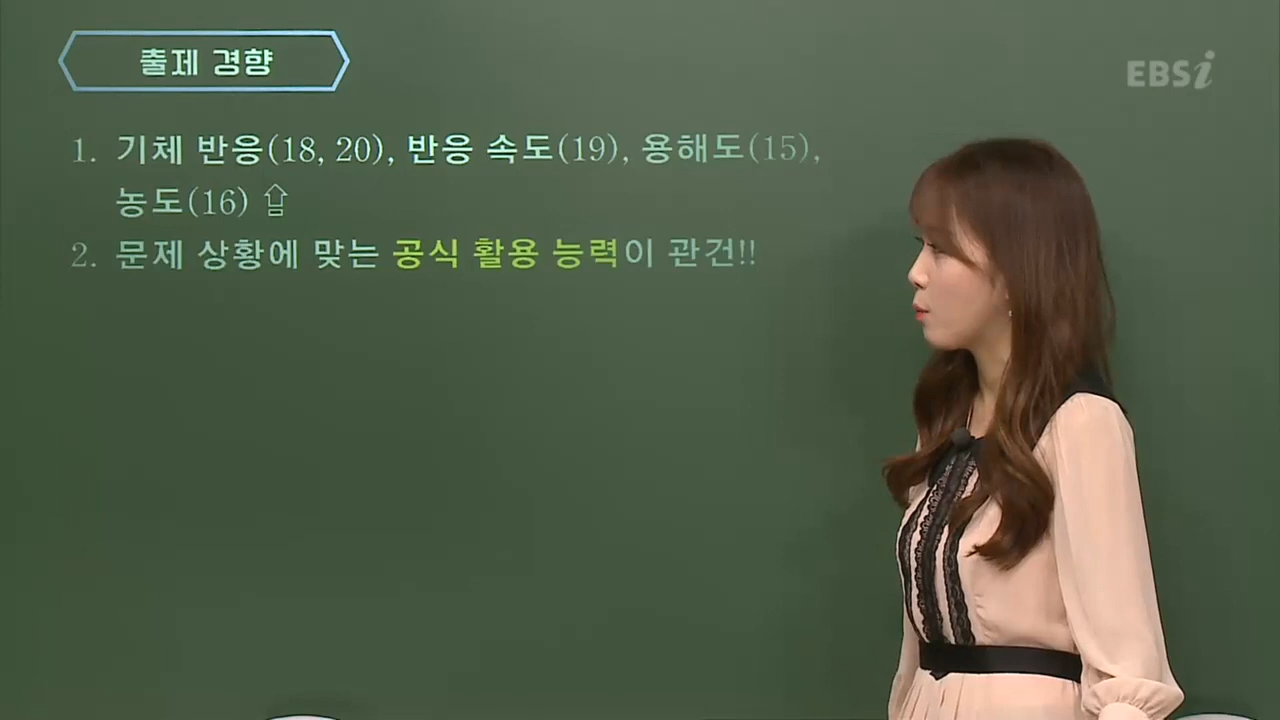 출제 경향
EBSi
1. 기체 반응(18, 20), 반응 속도(19), 용해도(15),
농도(16)
2. 문제 상황에 맞는 공식 활용 능력이 관건!!